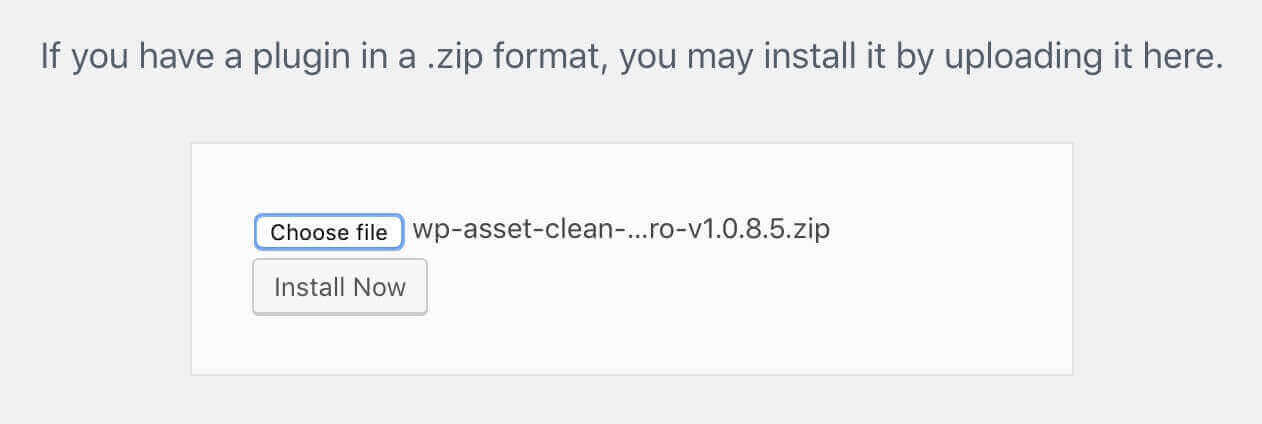 If you have a plugin in a .zip format, you may install it by uploading it here.
Choose file wp-asset-clean-...ro-v1.0.8.5.zip
Install Now